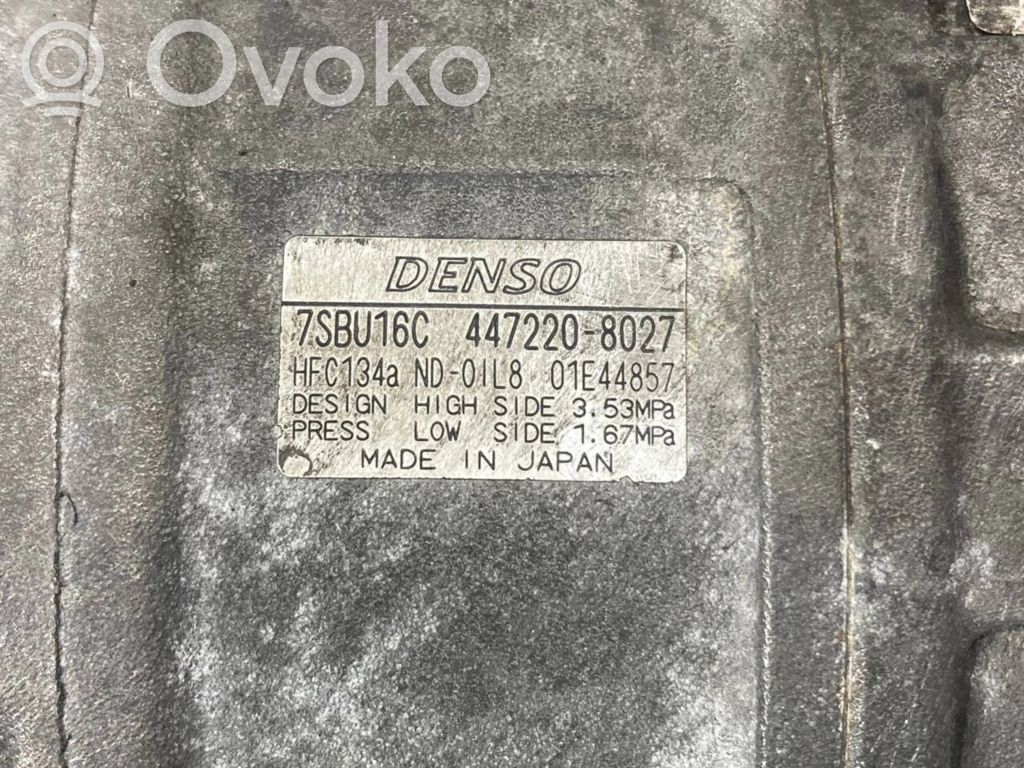 Ovoko
DENSO
7SBU16C 447220-8027
HFC134a ND-OIL8 01E44857
DESIGN HIGH SIDE 3.53MPa
PRESS LOW SIDE 1.67MPa
MADE IN JAPAN